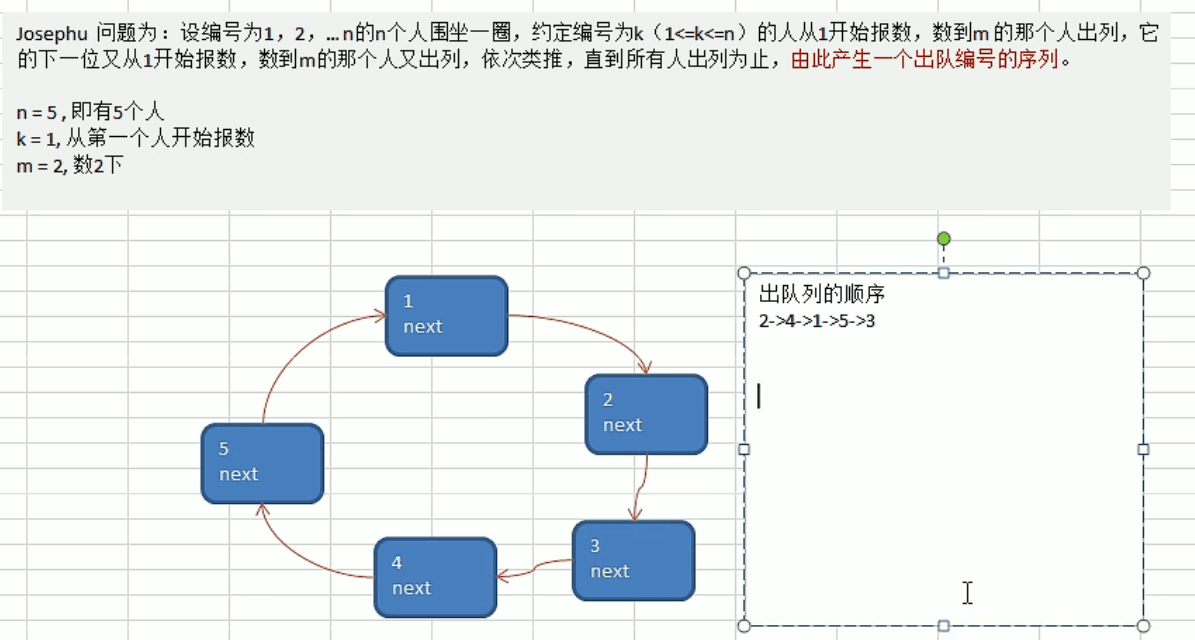 Josephu 问题为：设编号为1，2，… n的n个人围坐一圈，约定编号为k（1<=k<=n）的人从1开始报数，数到m 的那个人出列，它
的下一位又从1开始报数，数到m的那个人又出列，依次类推，直到所有人出列为止，由此产生一个出队编号的序列。
n = 5 , 即有5个人
k = 1, 从第一个人开始报数
m = 2, 数2下
出队列的顺序
2->4->1->5->3
1
next
2
next
5
next
3
next
4
next